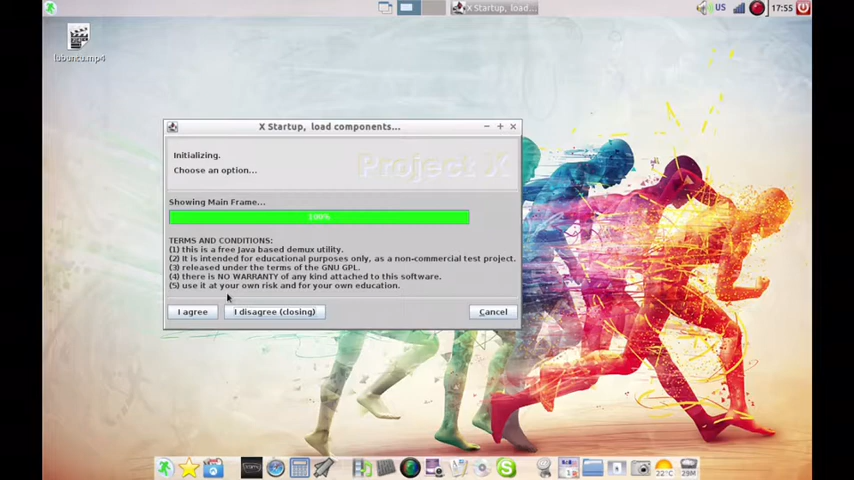 X Startup, load...
US
17:55
lubuntu.mp4
X Startup, load components...
Initializing.
Choose an option...
Project X
Showing Main Frame...
100%
TERMS AND CONDITIONS:
(1) this is a free Java based demux utility.
(2) It is intended for educational purposes only, as a non-commercial test project.
(3) released under the terms of the GNU GPL.
(4) there is NO WARRANTY of any kind attached to this software.
(5) use it at your own risk and for your own education.
I agree
I disagree (closing)
Cancel
22°C
29M